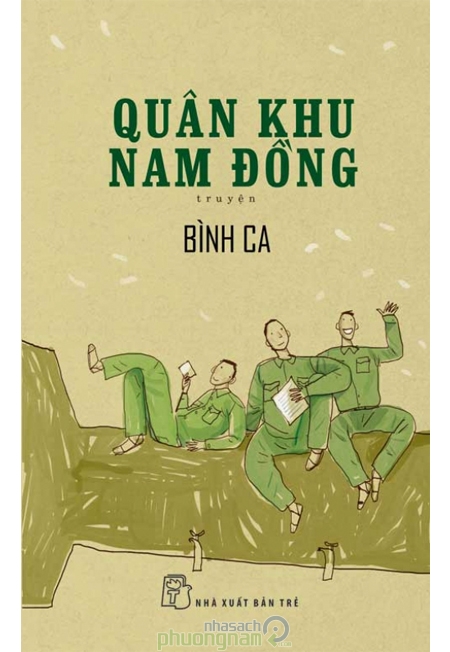 QUÂN KHU
NAM ĐỒNG
truyện
BÌNH CA
NHÀ XUẤT BẢN TRẺ
nhasach
phuongnam